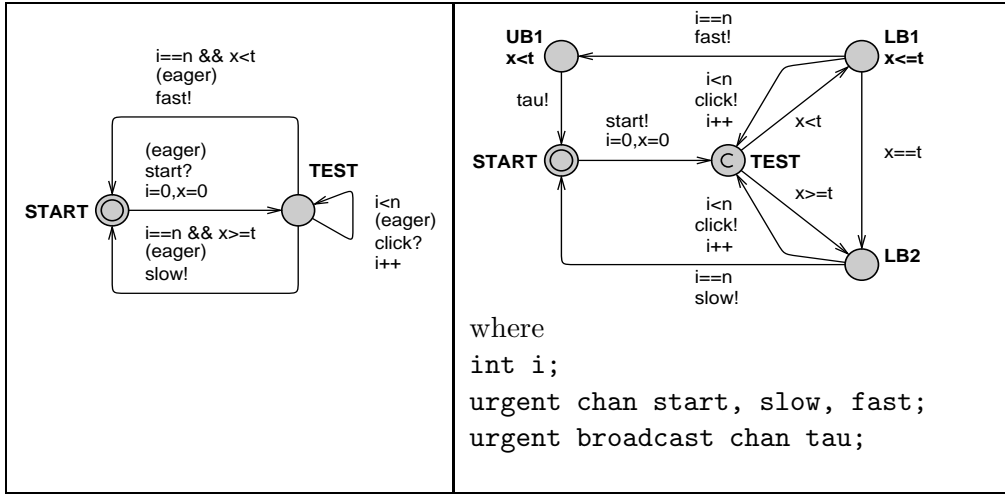 i==n && x<t
(eager)
fast!
(eager)
start?
i=0,x=0
TEST
START
i<n
(eager)
click?
i++
i==n && x>=t
(eager)
slow!
UB1
x<t
i==n
fast!
LB1
x<=t
i<n
click!
i++
tau!
start!
i=0,x=0
x<t
START
C
TEST
x==t
i<n
click!
i++
x>=t
LB2
i==n
slow!
where
int i;
urgent chan start, slow, fast;
urgent broadcast chan tau;